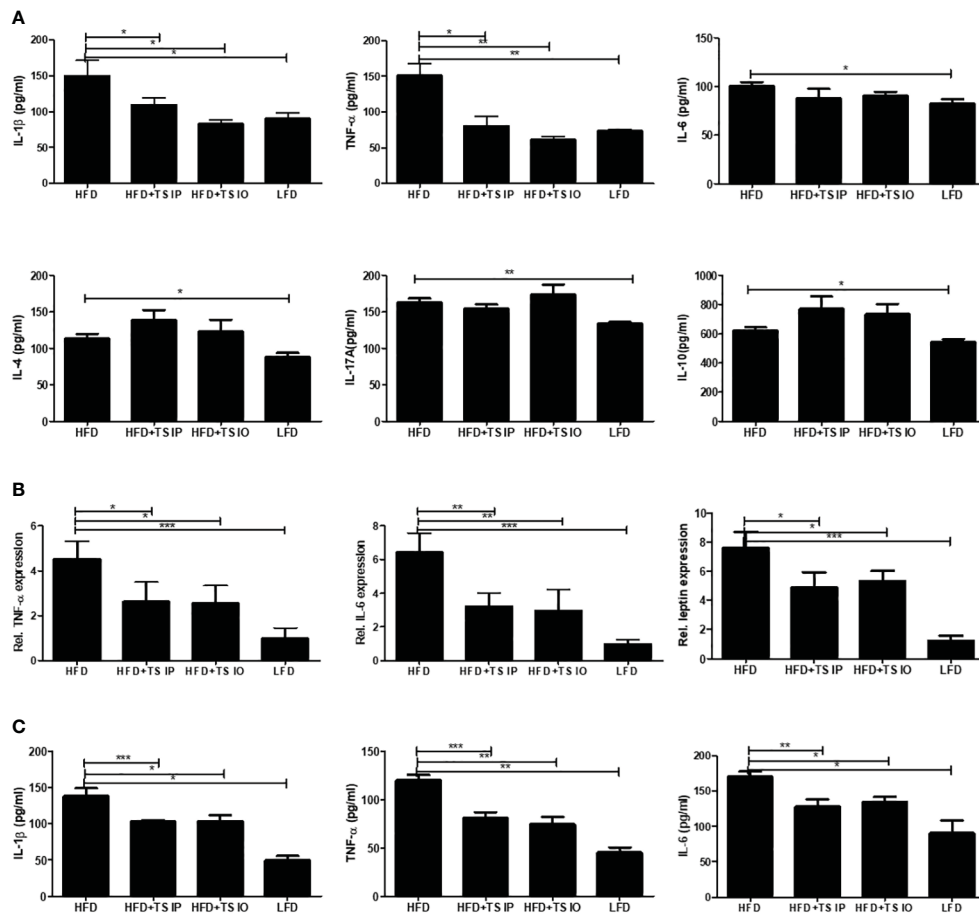 A
* * *
IL-1β (pg/ml)
200 150 100 50 0
HFD HFD+TS IP HFD+TS IO LFD
* ** **
TNF-α (pg/ml)
200 150 100 50 0
HFD HFD+TS IP HFD+TS IO LFD
*
IL-6 (pg/ml)
150 100 50 0
HFD HFD+TS IP HFD+TS IO LFD
*
IL-4 (pg/ml)
200 150 100 50 0
HFD HFD+TS IP HFD+TS IO LFD
**
IL-17A(pg/ml)
200 150 100 50 0
HFD HFD+TS IP HFD+TS IO LFD
*
IL-10(pg/ml)
1000 800 600 400 200 0
HFD HFD+TS IP HFD+TS IO LFD
B
* * ***
Rel. TNF-α expression
6 4 2 0
HFD HFD+TS IP HFD+TS IO LFD
** ** ***
Rel. IL-6 expression
8 6 4 2 0
HFD HFD+TS IP HFD+TS IO LFD
* * ***
Rel. leptin expression
8 6 4 2 0
HFD HFD+TS IP HFD+TS IO LFD
C
*** * *
IL-1β (pg/ml)
200 150 100 50 0
HFD HFD+TS IP HFD+TS IO LFD
*** ** **
TNF-α (pg/ml)
150 100 50 0
HFD HFD+TS IP HFD+TS IO LFD
** * *
IL-6 (pg/ml)
200 150 100 50 0
HFD HFD+TS IP HFD+TS IO LFD